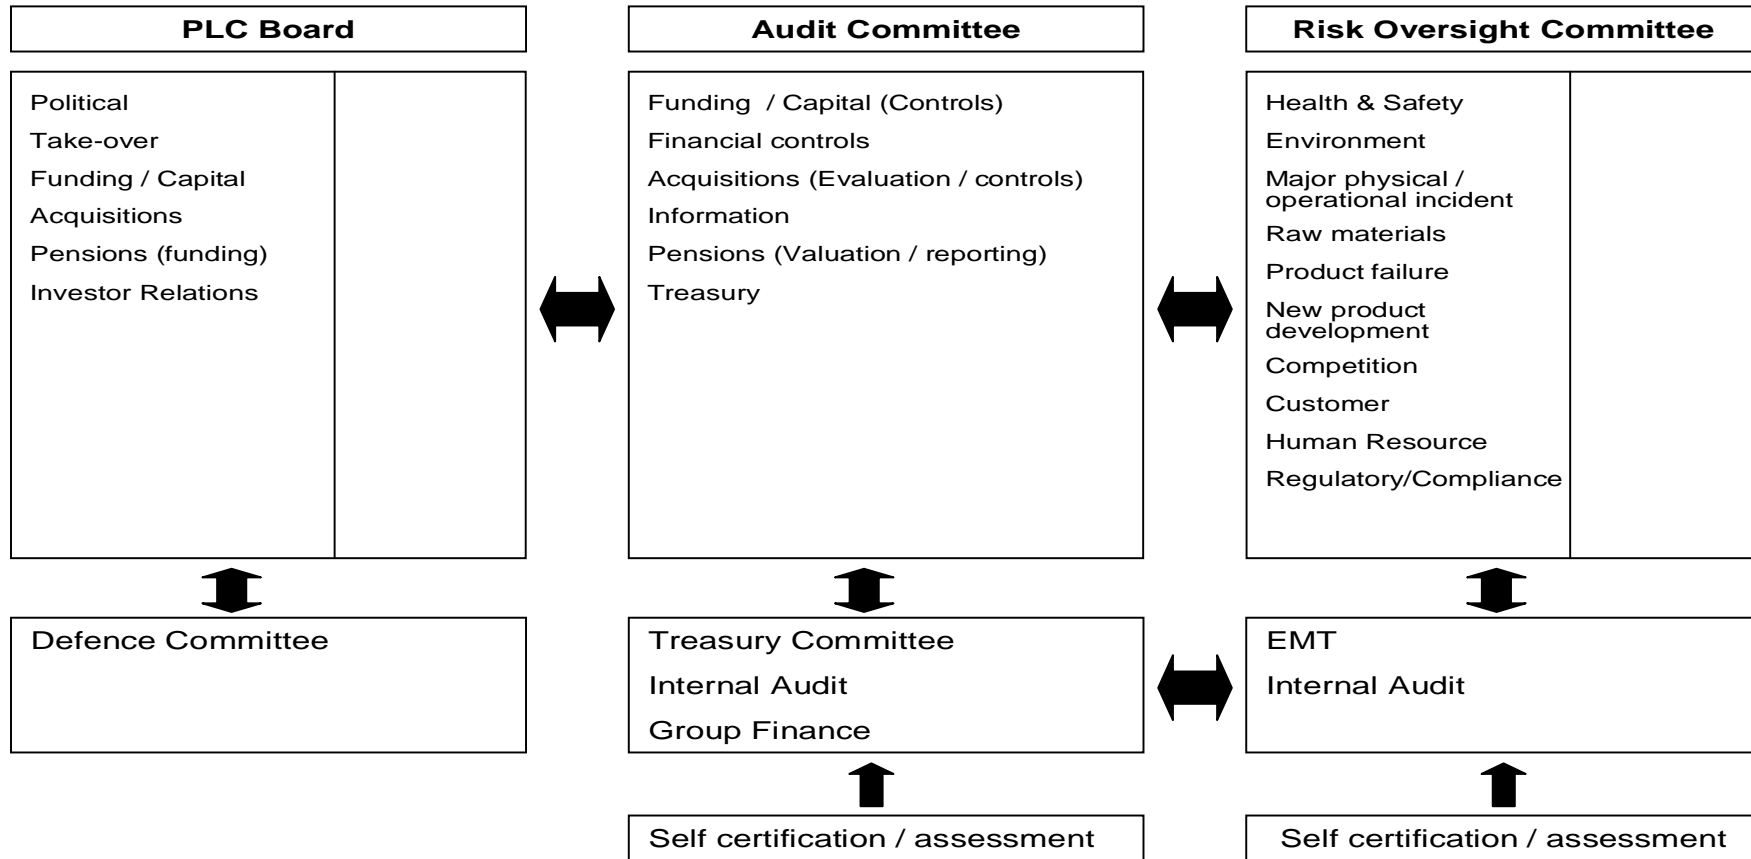 PLC Board
Political
Take-over
Funding / Capital
Acquisitions
Pensions (funding)
Investor Relations
Defence Committee
Audit Committee
Funding  / Capital (Controls)
Financial controls
Acquisitions (Evaluation / controls)
Information
Pensions (Valuation / reporting)
Treasury
Treasury Committee
Internal Audit
Group Finance
Self certification / assessment
Risk Oversight Committee
Health & Safety
Environment
Major physical /
operational incident
Raw materials
Product failure
New product
development
Competition
Customer
Human Resource
Regulatory/Compliance
EMT
Internal Audit
Self certification / assessment